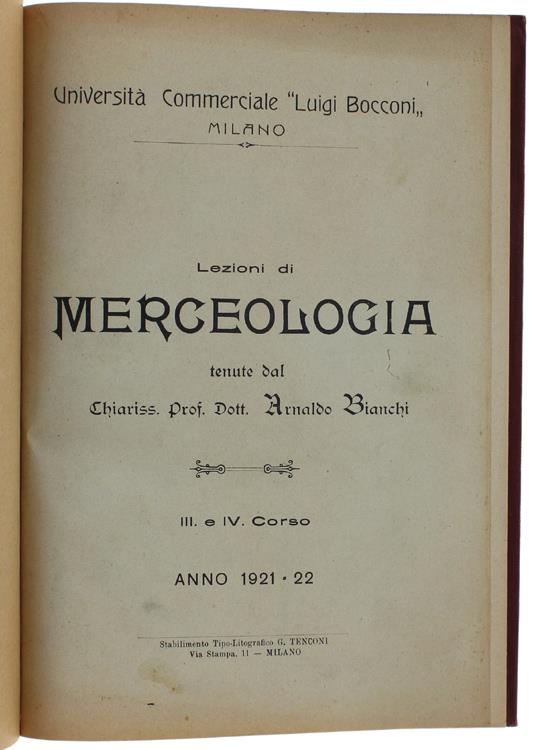 Università Commerciale "Luigi Bocconi„
MILANO
Lezioni di
MERCEOLOGIA
tenute dal
Chiariss. Prof. Dott. Arnaldo Bianchi
III. e IV. Corso
ANNO 1921 - 22
Stabilimento Tipo-Litografico G. TENCONI
Via Stampa, 11 — MILANO